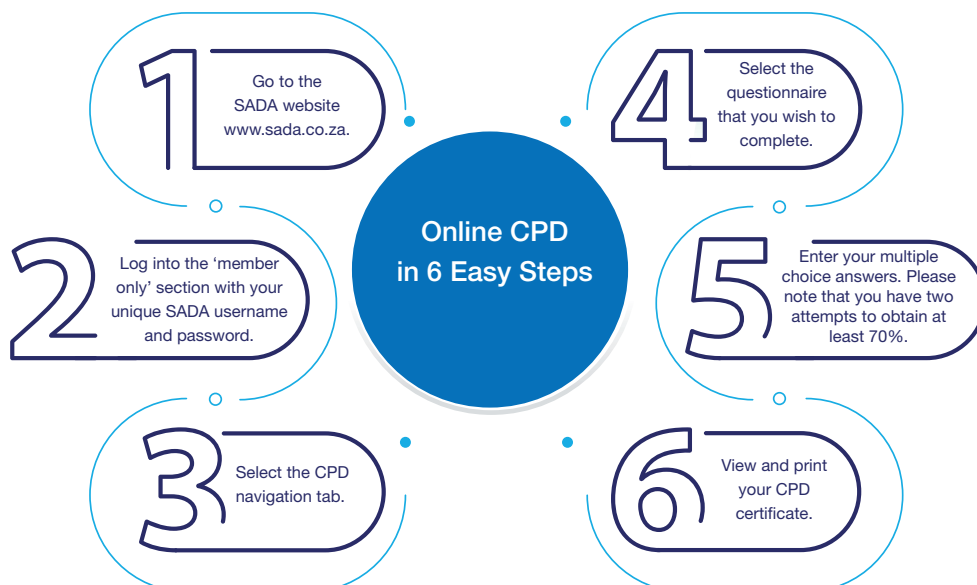 Online CPD
in 6 Easy Steps
1
Go to the
SADA website
www.sada.co.za.
2
Log into the ‘member
only’ section with your
unique SADA username
and password.
3
Select the CPD
navigation tab.
4
Select the
questionnaire
that you wish to
complete.
5
Enter your multiple
choice answers. Please
note that you have two
attempts to obtain at
least 70%.
6
View and print
your CPD
certificate.